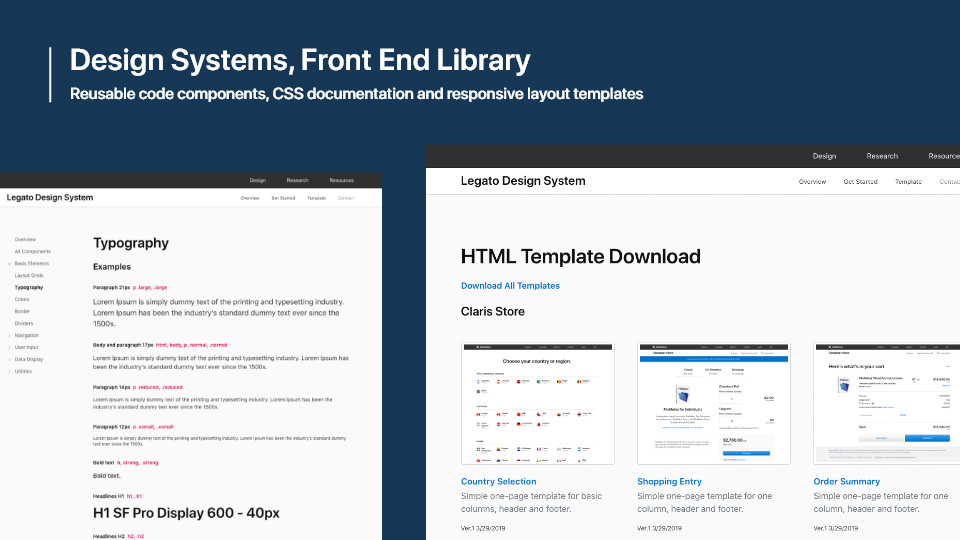 Design Systems, Front End Library
Reusable code components, CSS documentation and responsive layout templates
Design Research Resources
Legato Design System
Overview Get Started Template Contact
Overview
All Components
Basic Elements
Layout Grids
Typography
Colors
Border
Dividers
Navigation
User Input
Data Display
Utilities
Typography
Examples
Paragraph 21px p .large, .large
Lorem Ipsum is simply dummy text of the printing and typesetting industry.
Lorem Ipsum has been the industry's standard dummy text ever since the
1500s.
Body and paragraph 17px html, body, p .normal, .normal
Lorem Ipsum is simply dummy text of the printing and typesetting industry. Lorem Ipsum has
been the industry's standard dummy text ever since the 1500s.
Paragraph 14px p .reduced, .reduced
Lorem Ipsum is simply dummy text of the printing and typesetting industry. Lorem Ipsum has been the industry's
standard dummy text ever since the 1500s.
Paragraph 12px p .xsmall, .xsmall
Lorem Ipsum is simply dummy text of the printing and typesetting industry. Lorem Ipsum has been the industry's standard dummy
text ever since the 1500s.
Bold text b, strong, .strong
Bold text.
Headlines H1 h1, .h1
H1 SF Pro Display 600 - 40px
Headlines H2 h2, .h2
Design Research Resource
Legato Design System
Overview Get Started Template Contac
HTML Template Download
Download All Templates
Claris Store
Choose your country or region.
FileMaker for Individuals
Here's what's in your cart
Country Selection
Simple one-page template for basic
columns, header and footer.
Ver.1 3/29/2019
Shopping Entry
Simple one-page template for one
column, header and footer.
Ver.1 3/29/2019
Order Summary
Simple one-page template for one
column, header and footer.
Ver.1 3/29/2019